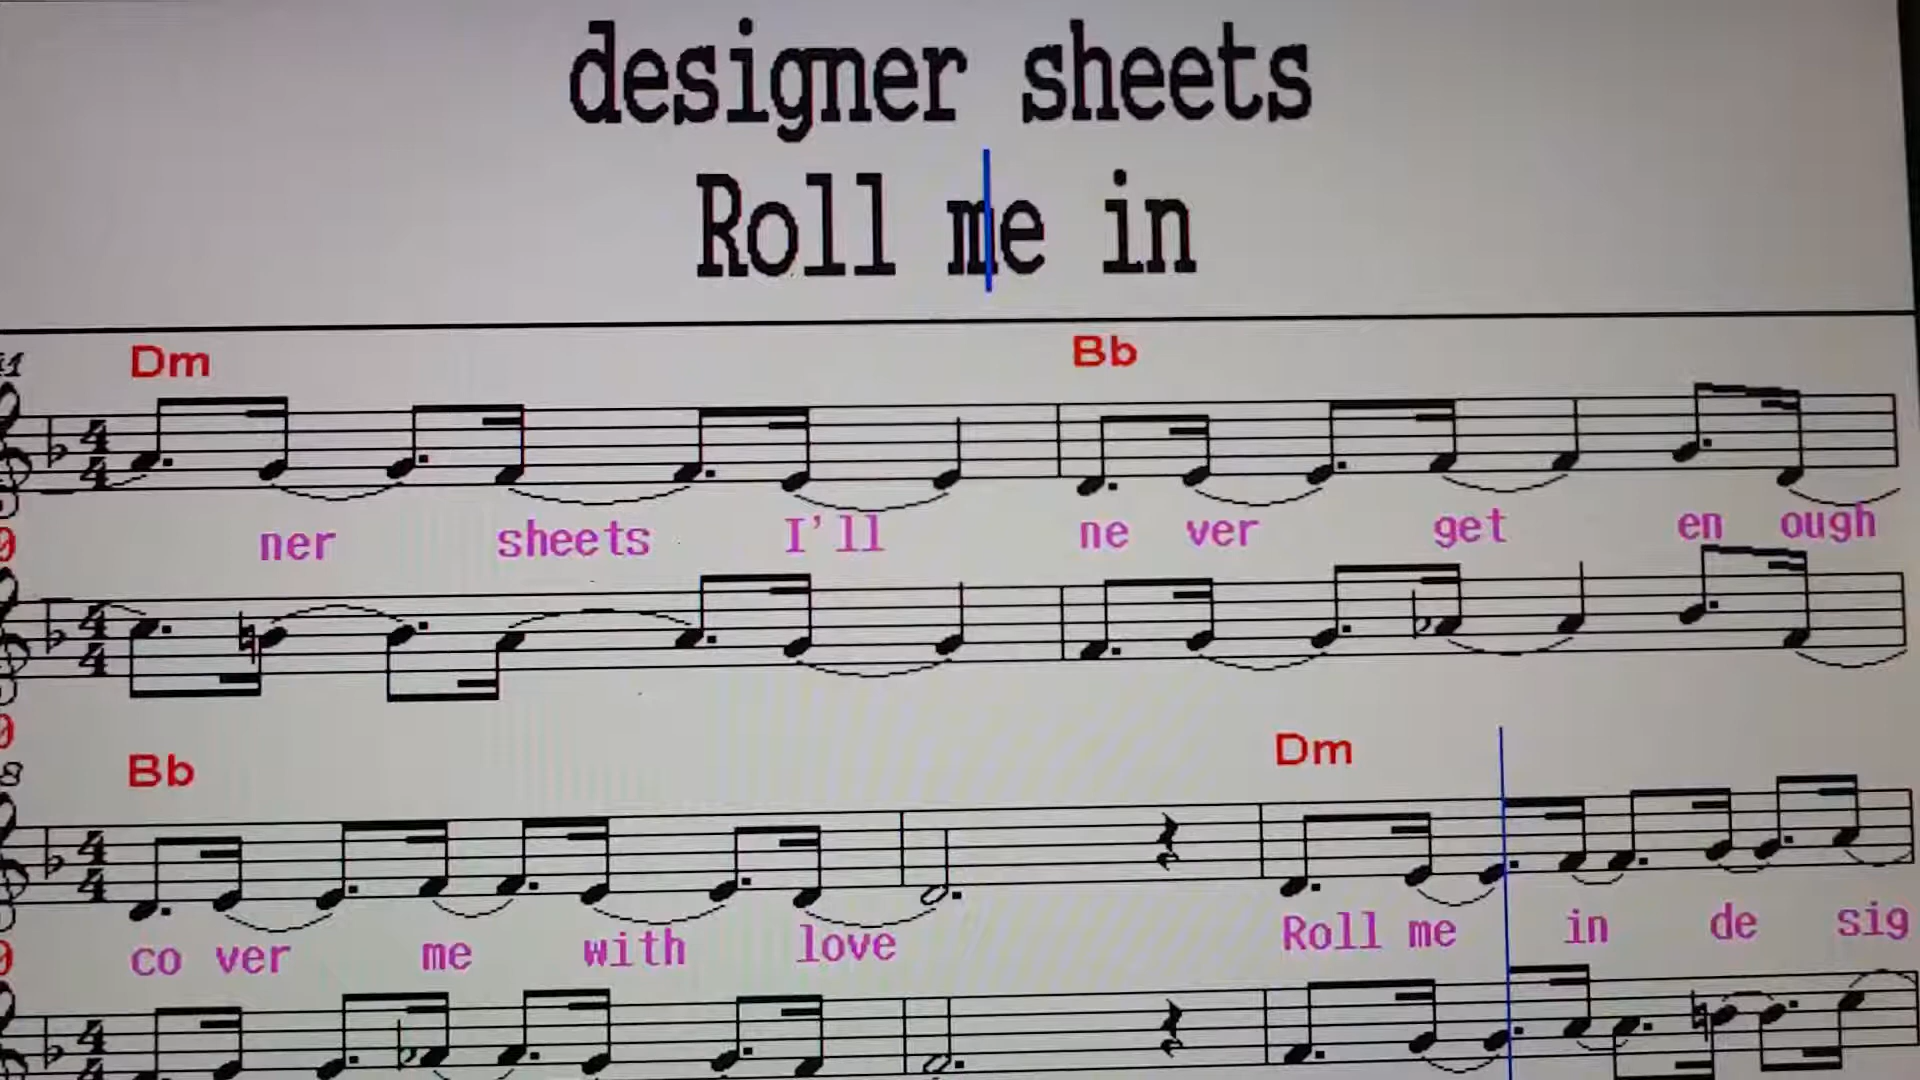 designer sheets
Roll me in
Dm Bb
ner sheets I'll ne ver get en ough
Bb Dm
co ver me with love Roll me in de sig